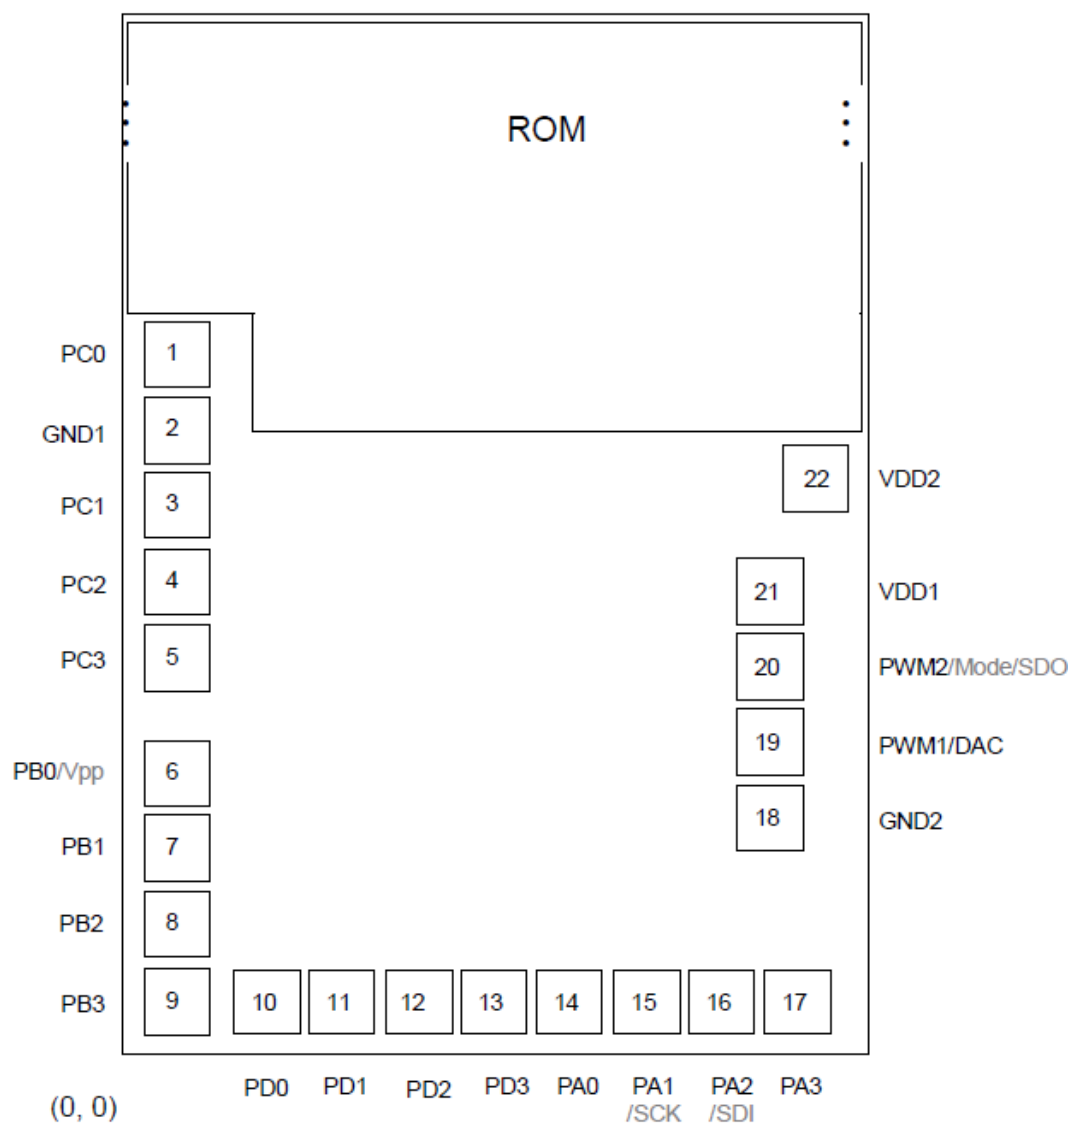 ROM
PC0 1
GND1 2
PC1 3
PC2 4
PC3 5
PB0/Vpp 6
PB1 7
PB2 8
PB3 9
10 11 12 13 14 15 16 17
22 VDD2
21 VDD1
20 PWM2/Mode/SDO
19 PWM1/DAC
18 GND2
PD0 PD1 PD2 PD3 PA0 PA1 PA2 PA3
/SCK /SDI
(0, 0)